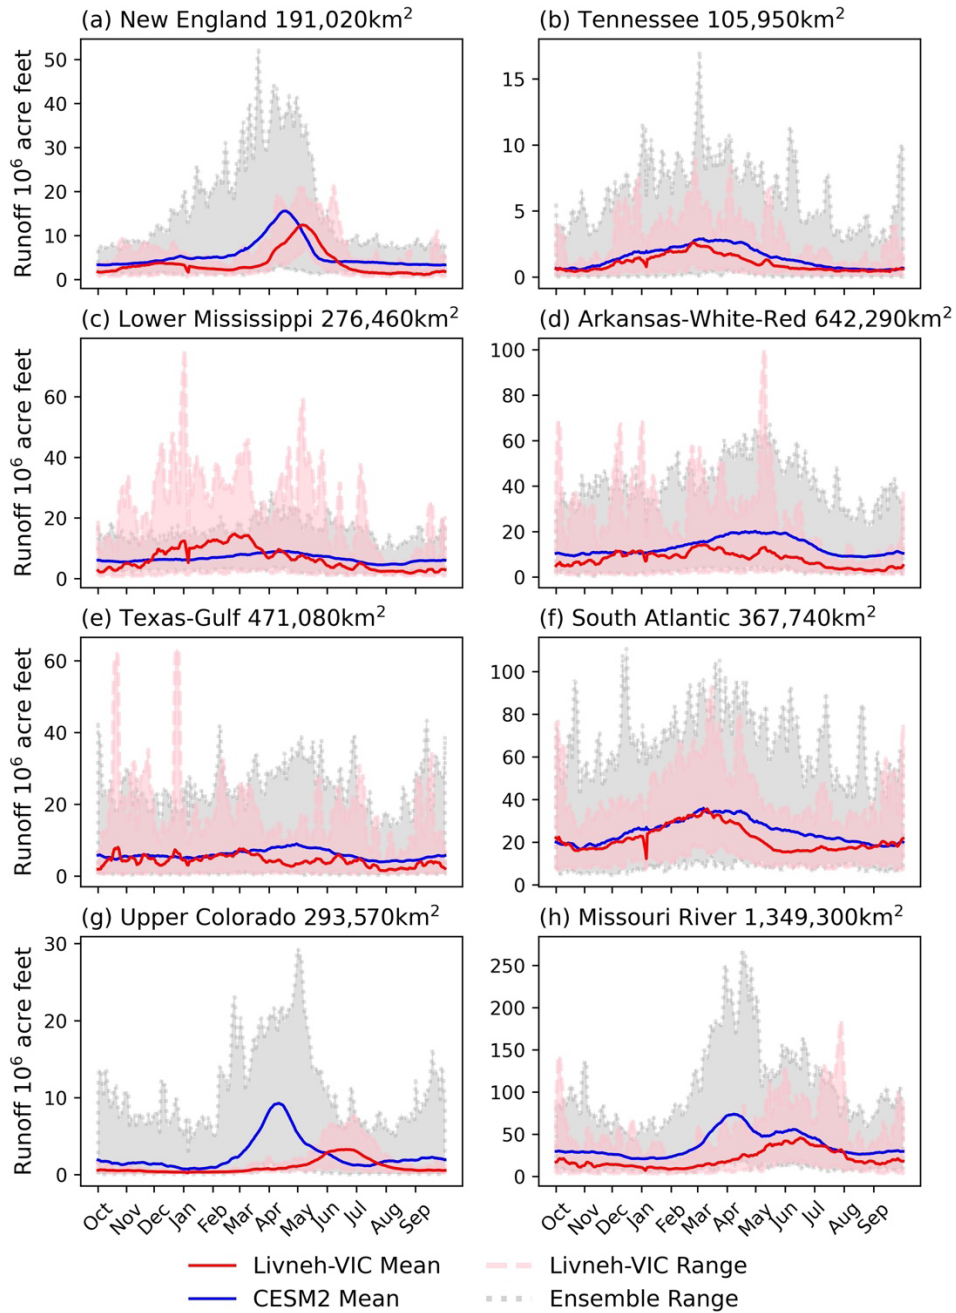 (a) New England 191,020km²
(b) Tennessee 105,950km²
Runoff 10⁶ acre feet
50
40
30
20
10
0
15
10
5
0
(c) Lower Mississippi 276,460km²
(d) Arkansas-White-Red 642,290km²
Runoff 10⁶ acre feet
60
40
20
0
100
80
60
40
20
0
(e) Texas-Gulf 471,080km²
(f) South Atlantic 367,740km²
Runoff 10⁶ acre feet
60
40
20
0
100
80
60
40
20
0
(g) Upper Colorado 293,570km²
(h) Missouri River 1,349,300km²
Runoff 10⁶ acre feet
30
20
10
0
250
200
150
100
50
0
Oct Nov Dec Jan Feb Mar Apr May Jun Jul Aug Sep
Oct Nov Dec Jan Feb Mar Apr May Jun Jul Aug Sep
Livneh-VIC Mean
Livneh-VIC Range
CESM2 Mean
Ensemble Range